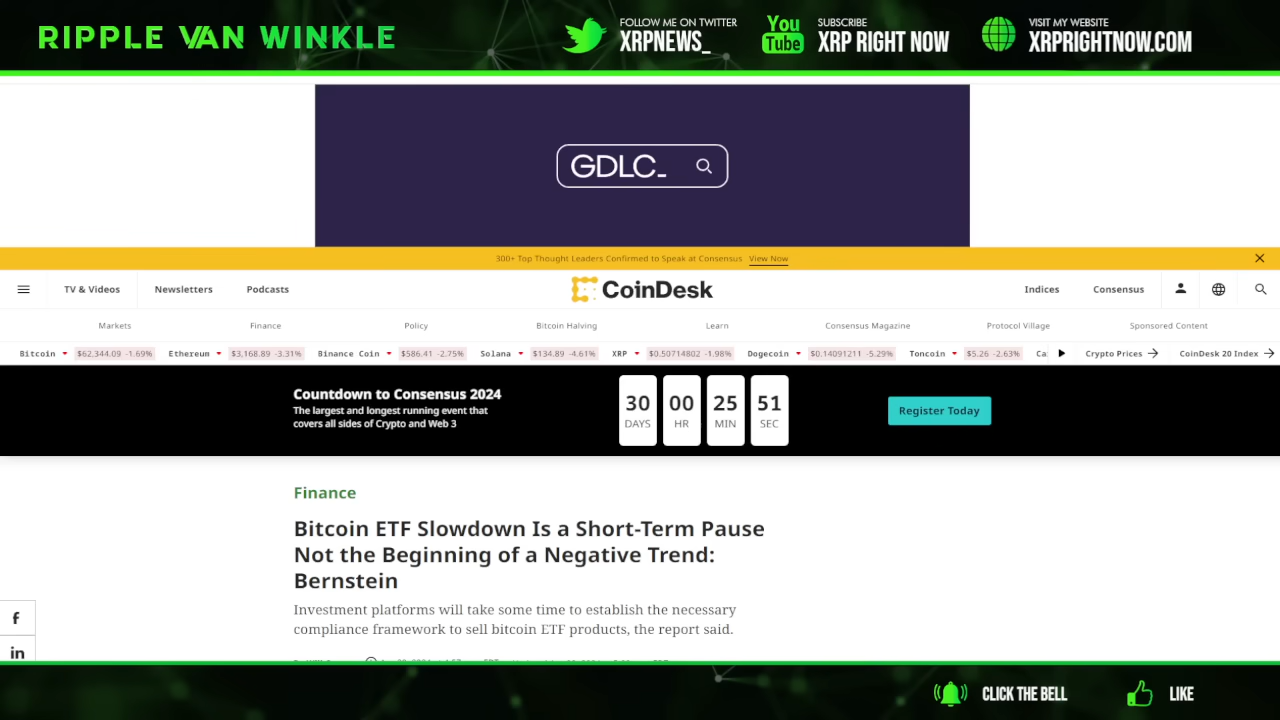 RIPPLE VAN WINKLE
FOLLOW ME ON TWITTER
XRPNEWS_
You
Tube
SUBSCRIBE
XRP RIGHT NOW
VISIT MY WEBSITE
XRPRIGHTNOW.COM
GDLC_
300+ Top Thought Leaders Confirmed to Speak at Consensus View Now
TV & Videos Newsletters Podcasts CoinDesk Indices Consensus
Markets Finance Policy Bitcoin Halving Learn Consensus Magazine Protocol Village Sponsored Content
Bitcoin $62,344.09 -1.69% Ethereum $3,168.89 -3.31% Binance Coin $586.41 -2.75% Solana $134.89 -4.61% XRP $0.50714802 -1.98% Dogecoin $0.14091211 -5.29% Toncoin $5.26 -2.63% Crypto Prices CoinDesk 20 Index
Countdown to Consensus 2024
The largest and longest running event that
covers all sides of Crypto and Web 3
30 00 25 51
DAYS HR MIN SEC
Register Today
Finance
Bitcoin ETF Slowdown Is a Short-Term Pause
Not the Beginning of a Negative Trend:
Bernstein
Investment platforms will take some time to establish the necessary
compliance framework to sell bitcoin ETF products, the report said.
f
in
CLICK THE BELL
LIKE